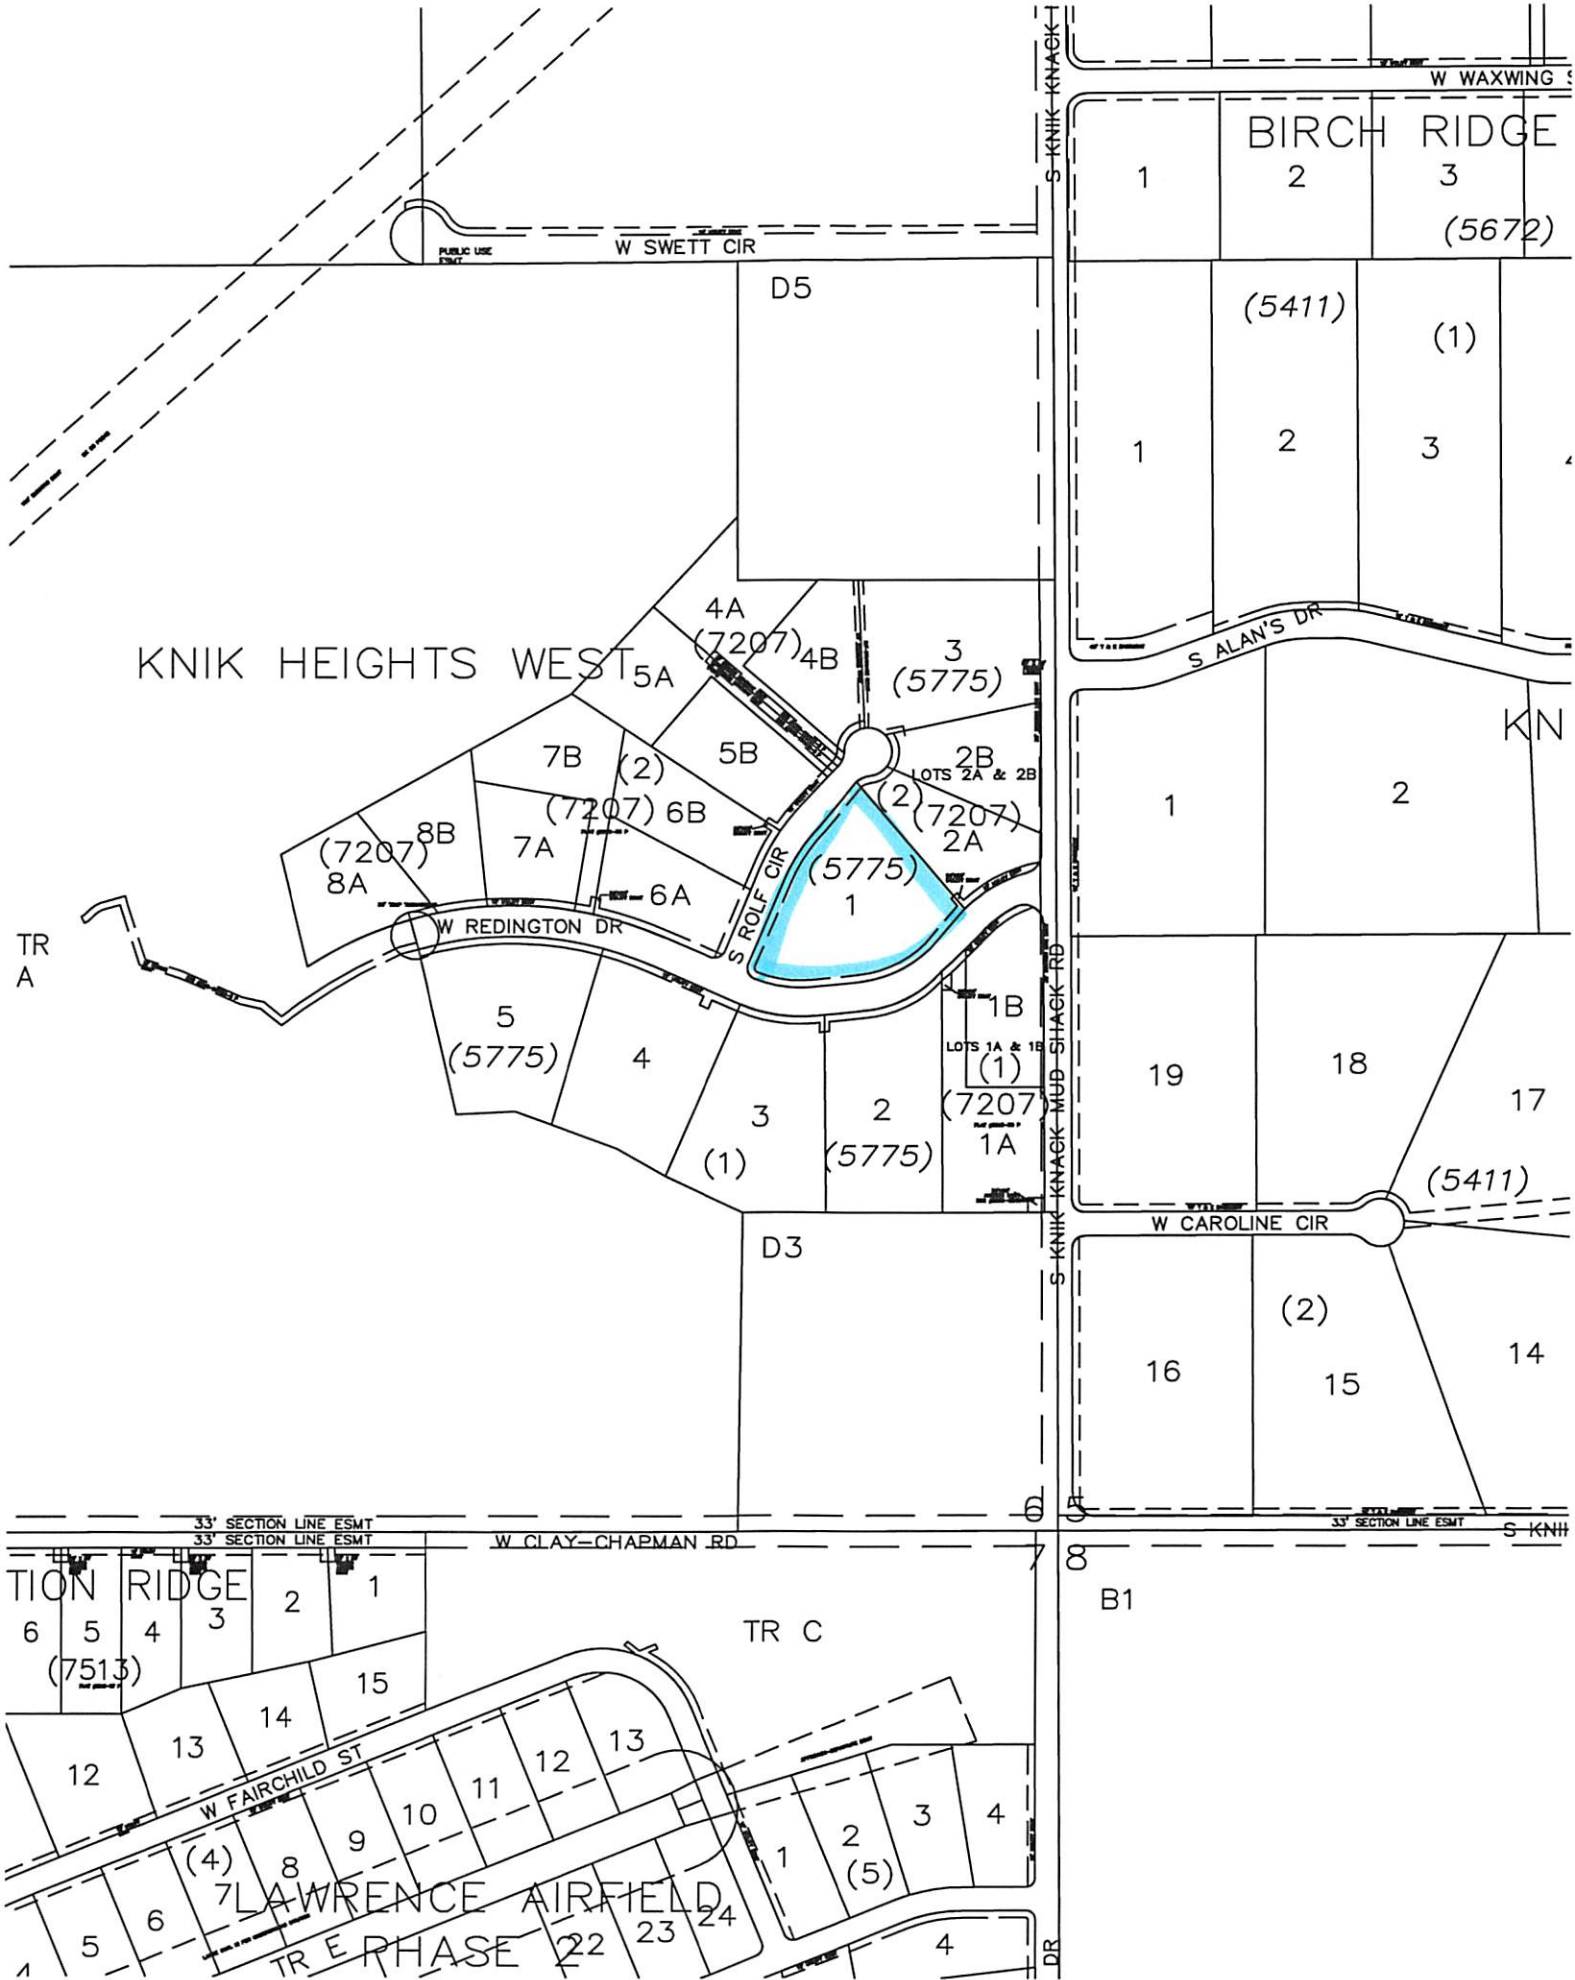 S KNIK KNACK
W WAXWING S
BIRCH RIDGE
1
2
3
(5672)
PUBLIC USE
ESMT
W SWETT CIR
D5
(5411)
(1)
1
2
3
4
S ALAN'S DR
KNIK HEIGHTS WEST
4A
(7207)
4B
3
(5775)
5A
5B
7B
(2)
(7207)
6B
2B
LOTS 2A & 2B
(2)
(7207)
2A
KN
1
2
8B
(7207)
8A
7A
6A
S ROLF CIR
(5775)
1
W REDINGTON DR
TR
A
5
(5775)
4
3
(1)
2
(5775)
1B
LOTS 1A & 1B
(1)
(7207)
1A
S KNIK KNACK MUD SHACK RD
19
18
17
(5411)
W CAROLINE CIR
D3
(2)
16
15
14
6
5
33' SECTION LINE ESMT
33' SECTION LINE ESMT
W CLAY-CHAPMAN RD
33' SECTION LINE ESMT
S KNII
7
8
TION RIDGE
6
5
4
3
2
1
(7513)
TR C
B1
15
14
13
12
W FAIRCHILD ST
13
12
11
10
9
8
(4)
7
6
5
4
1
2
(5)
3
4
LAWRENCE AIRFIELD
PHASE 2
TR E
22
23
24
4
DR